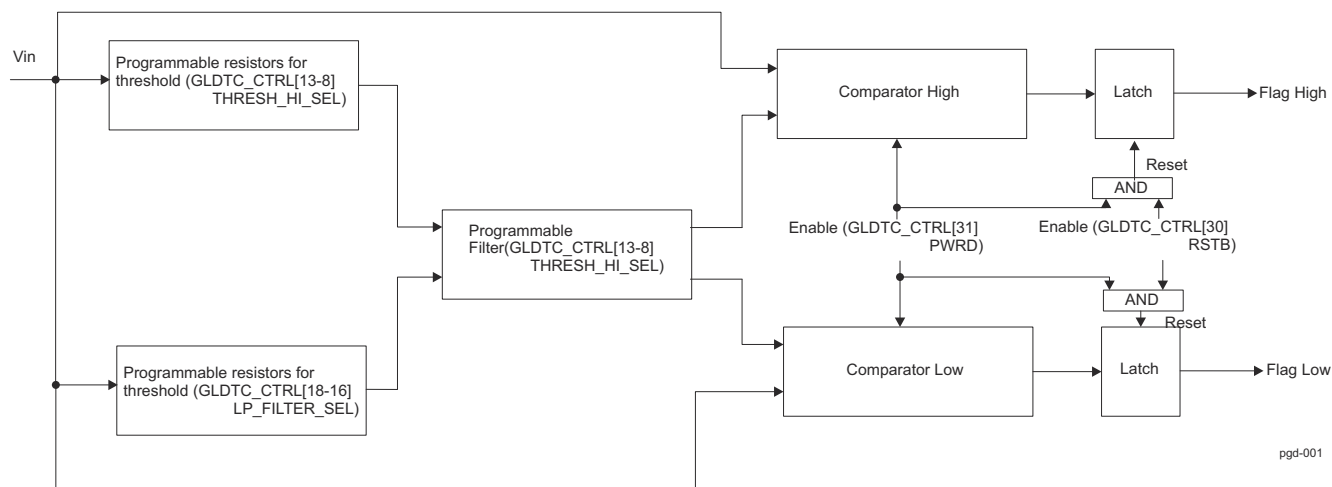 Vin
Programmable resistors for
threshold (GLDTC_CTRL[13-8]
THRESH_HI_SEL)
Comparator High
Latch
Flag High
Reset
AND
Programmable
Filter(GLDTC_CTRL[13-8]
THRESH_HI_SEL)
Enable (GLDTC_CTRL[31]
PWRD)
Enable (GLDTC_CTRL[30]
RSTB)
AND
Reset
Programmable resistors for
threshold (GLDTC_CTRL[18-16]
LP_FILTER_SEL)
Comparator Low
Latch
Flag Low
pgd-001